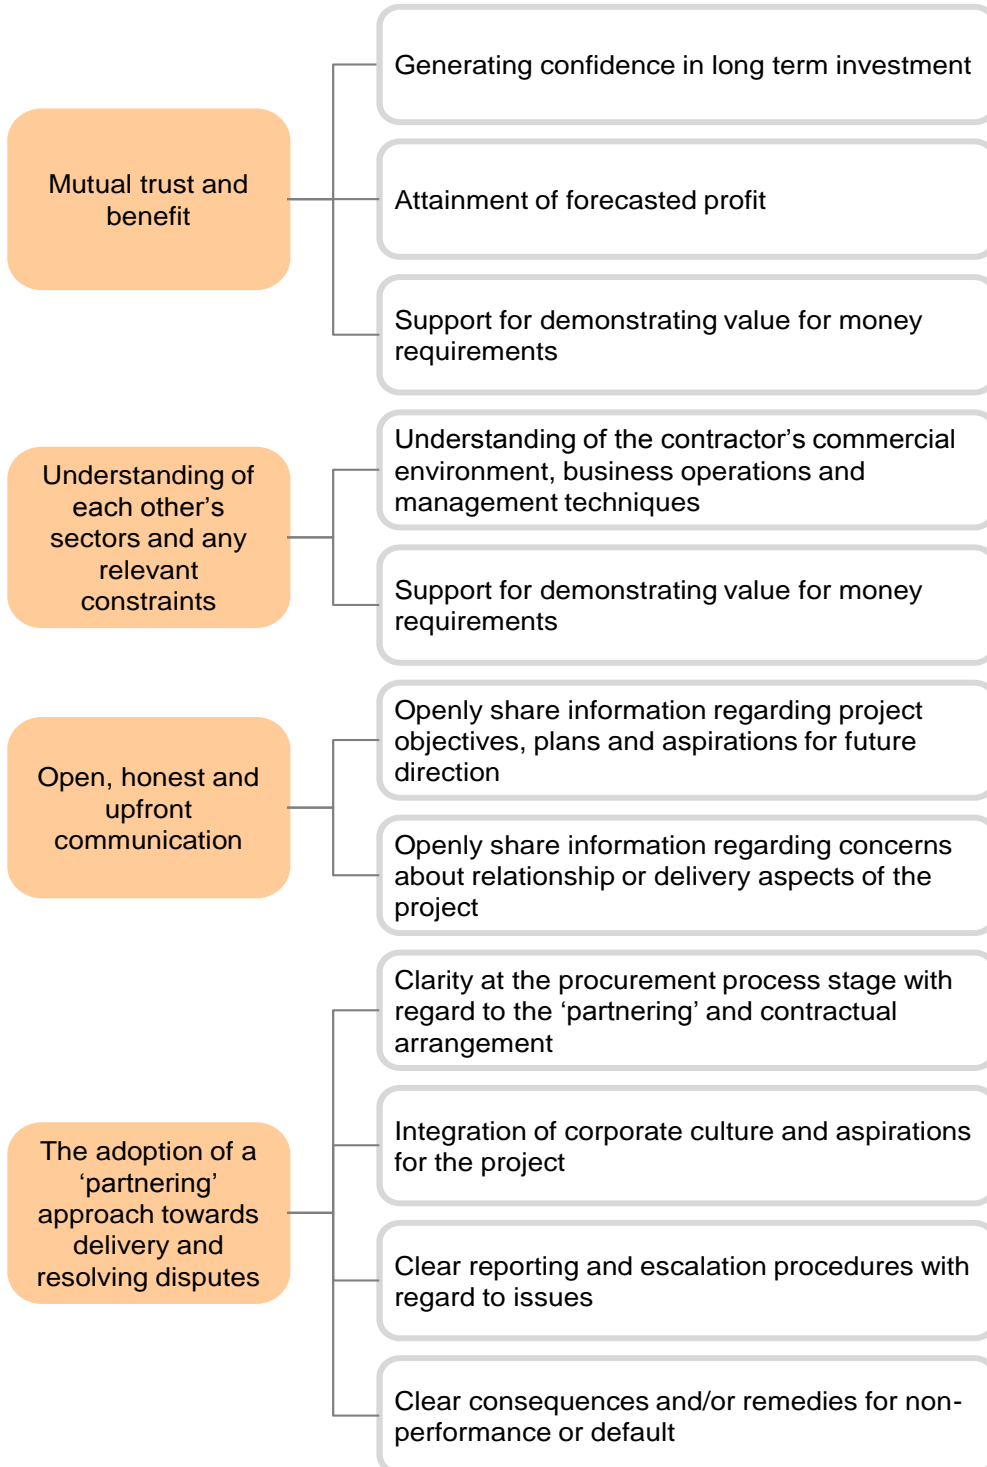 Mutual trust and
benefit
Generating confidence in long term investment
Attainment of forecasted profit
Support for demonstrating value for money
requirements
Understanding of
each other’s
sectors and any
relevant
constraints
Understanding of the contractor’s commercial
environment, business operations and
management techniques
Support for demonstrating value for money
requirements
Open, honest and
upfront
communication
Openly share information regarding project
objectives, plans and aspirations for future
direction
Openly share information regarding concerns
about relationship or delivery aspects of the
project
The adoption of a
‘partnering’
approach towards
delivery and
resolving disputes
Clarity at the procurement process stage with
regard to the ‘partnering’ and contractual
arrangement
Integration of corporate culture and aspirations
for the project
Clear reporting and escalation procedures with
regard to issues
Clear consequences and/or remedies for non-
performance or default